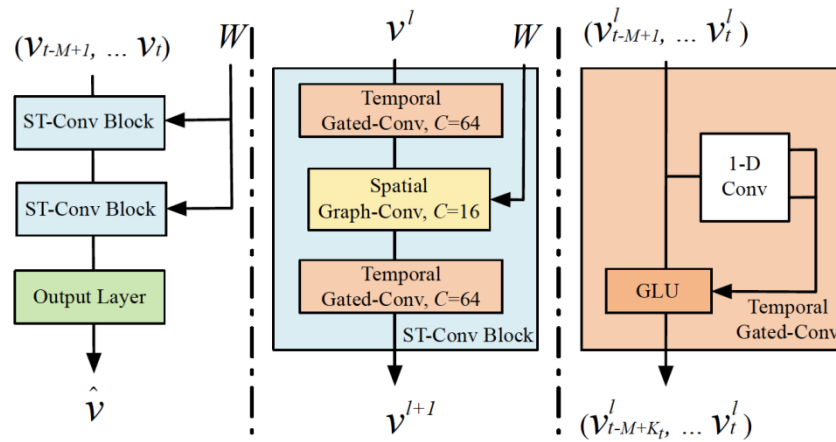 (v_{t-M+1}, ... v_t)
W
ST-Conv Block
ST-Conv Block
Output Layer
v̂
v^l
W
Temporal
Gated-Conv, C=64
Spatial
Graph-Conv, C=16
Temporal
Gated-Conv, C=64
ST-Conv Block
v^{l+1}
(v^l_{t-M+1}, ... v^l_t)
1-D
Conv
GLU
Temporal
Gated-Conv
(v^l_{t-M+K_t}, ... v^l_t)